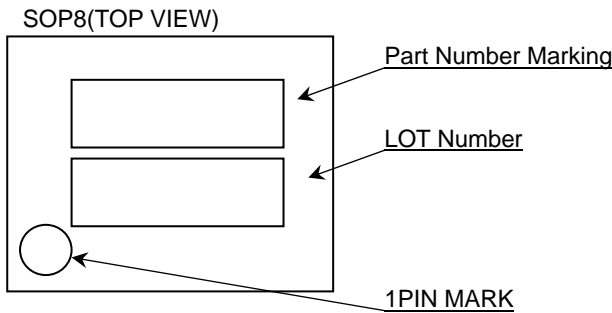 SOP8(TOP VIEW)
Part Number Marking
LOT Number
1PIN MARK